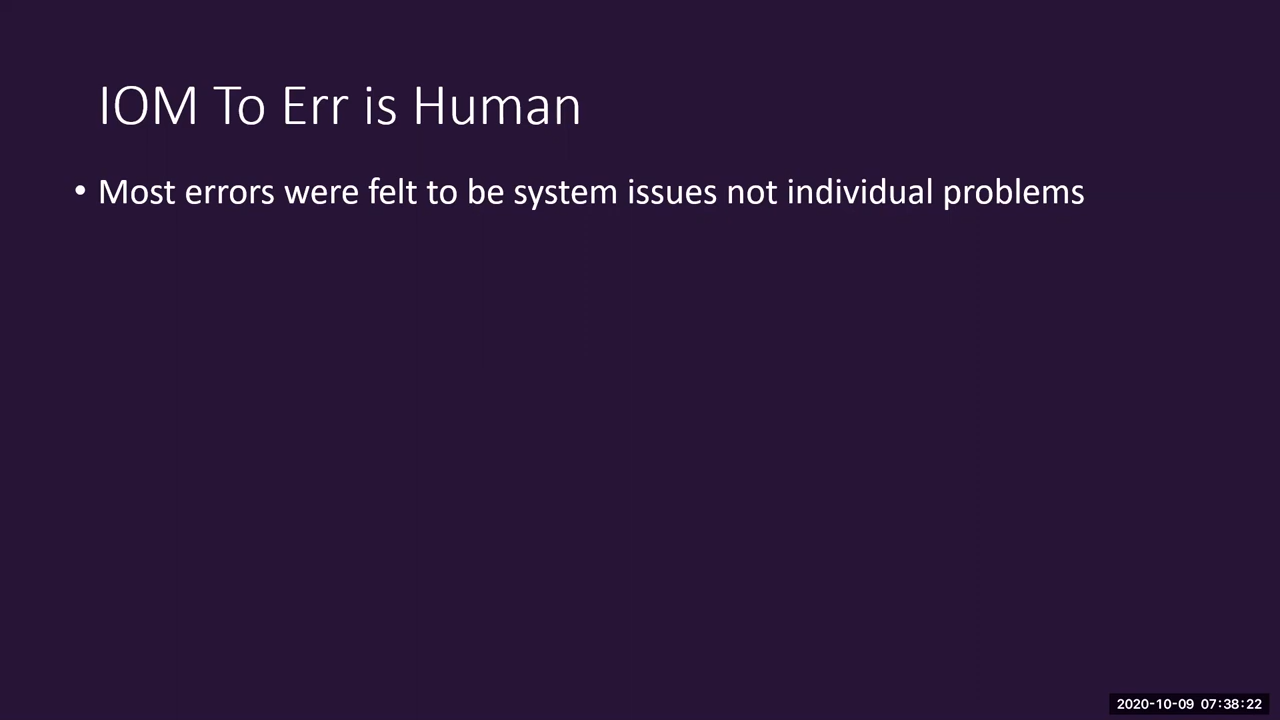 IOM To Err is Human
• Most errors were felt to be system issues not individual problems
2020-10-09 07:38:22